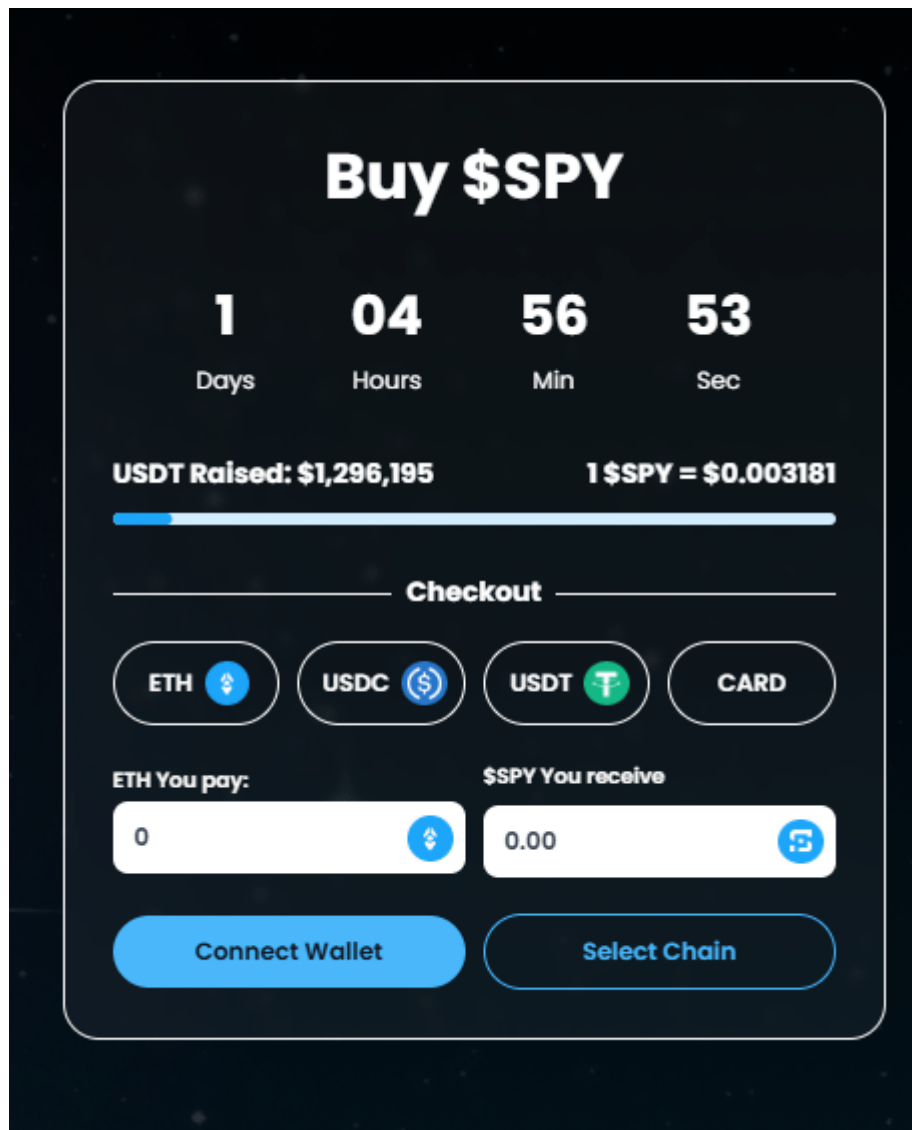 Buy $SPY
1 04 56 53
Days Hours Min Sec
USDT Raised: $1,296,195 1 $SPY = $0.003181
Checkout
ETH USDC USDT CARD
ETH You pay: $SPY You receive
0 0.00
Connect Wallet Select Chain